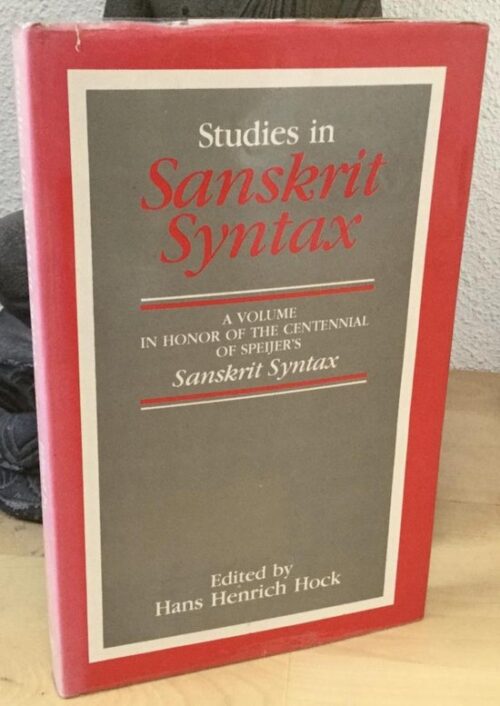 Studies in
Sanskrit
Syntax
A VOLUME
IN HONOR OF THE CENTENNIAL
OF SPEIJER'S
Sanskrit Syntax
Edited by
Hans Henrich Hock